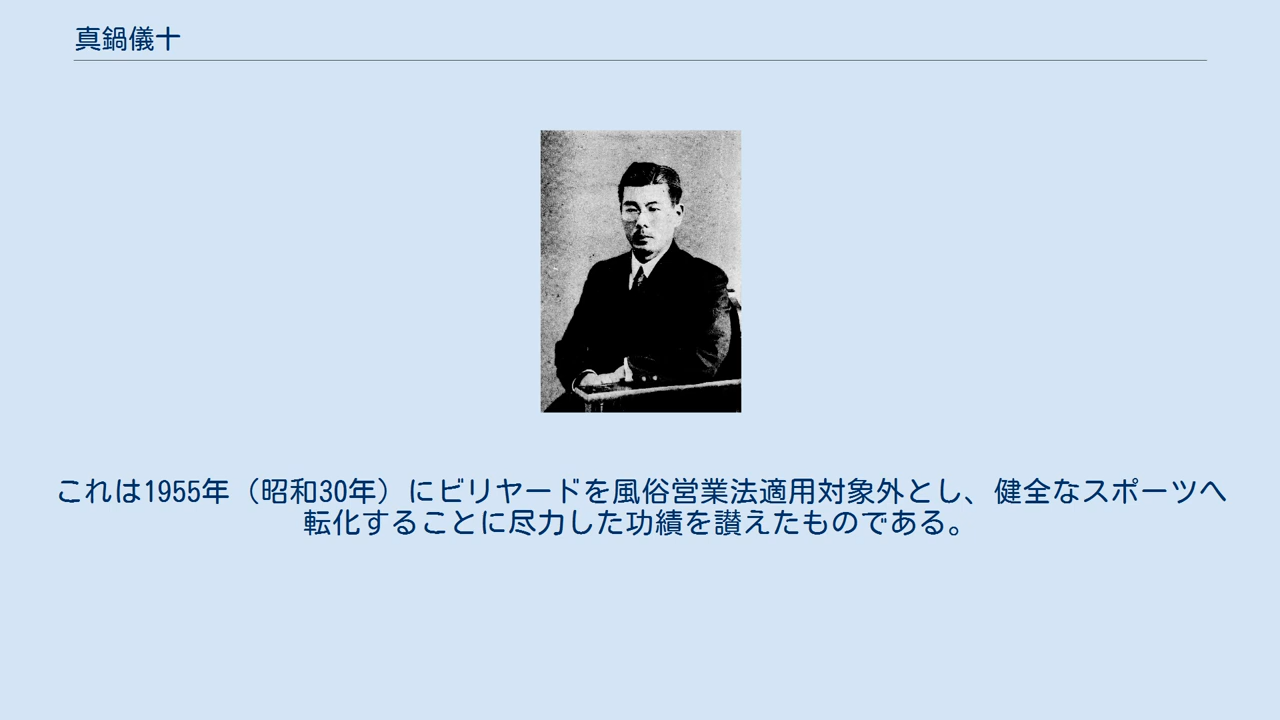 真鍋儀十
これは1955年（昭和30年）にビリヤードを風俗営業法適用対象外とし、健全なスポーツへ
転化することに尽力した功績を讃えたものである。